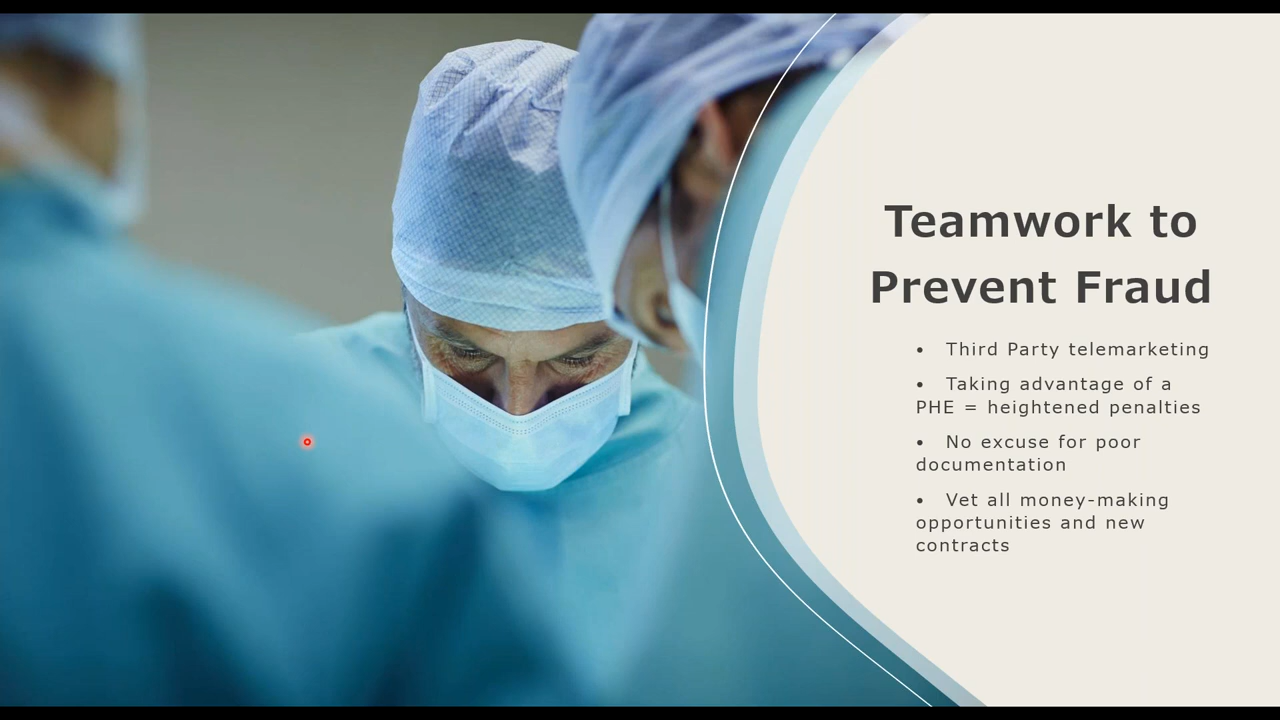 Teamwork to
Prevent Fraud
• Third Party telemarketing
• Taking advantage of a
PHE = heightened penalties
• No excuse for poor
documentation
• Vet all money-making
opportunities and new
contracts